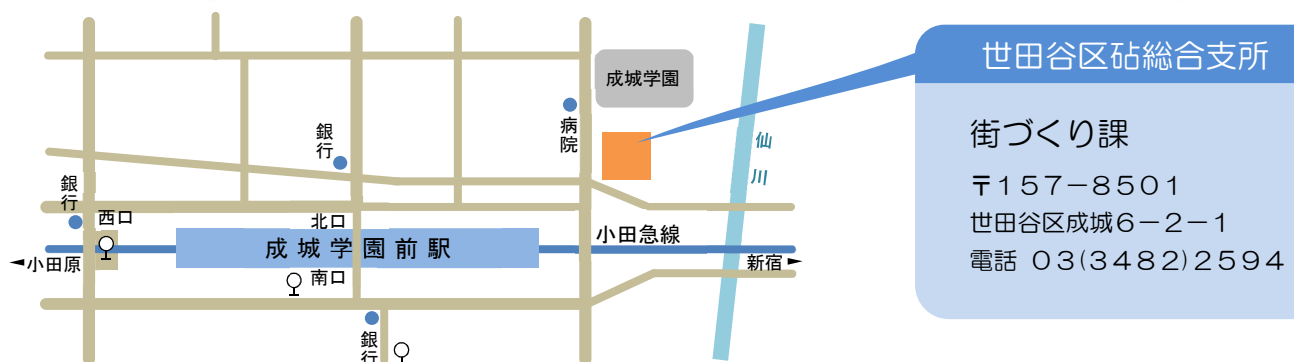 成城学園
病院
銀行
仙川
銀行
西口
北口
成城学園前駅
小田急線
◄小田原
新宿►
南口
銀行
世田谷区砧総合支所
街づくり課
〒157－8501
世田谷区成城6－2－1
電話 03(3482)2594